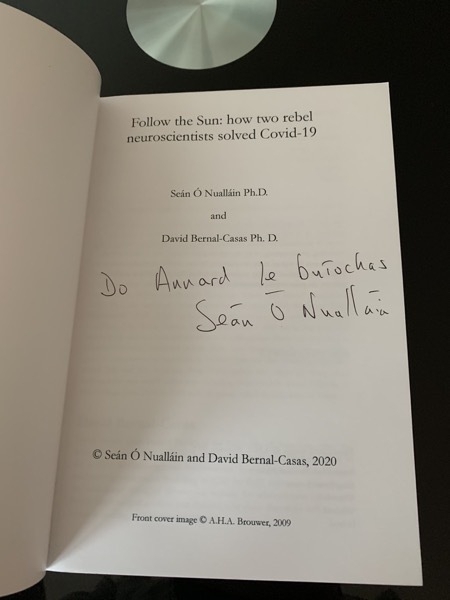 Follow the Sun: how two rebel
neuroscientists solved Covid-19
Seán Ó Nualláin Ph.D.
and
David Bernal-Casas Ph. D.
Do Annard le buíochas
Seán Ó Nualláin
© Seán Ó Nualláin and David Bernal-Casas, 2020
Front cover image © A.H.A. Brouwer, 2009